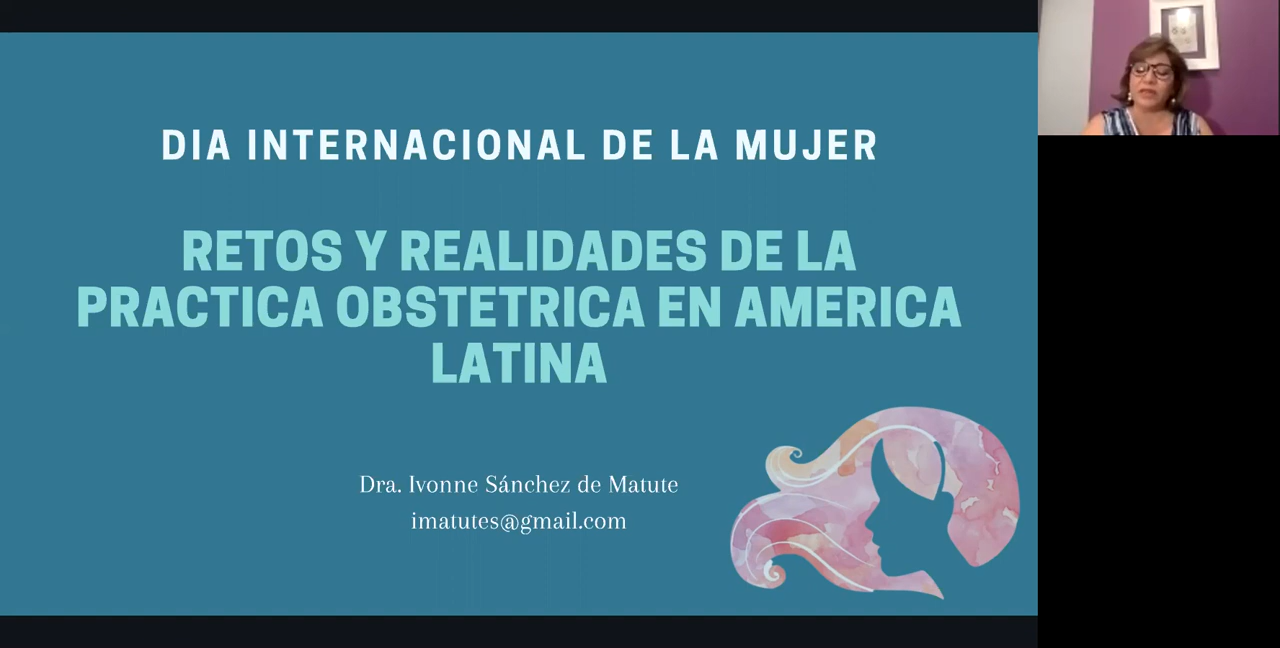 DIA INTERNACIONAL DE LA MUJER
RETOS Y REALIDADES DE LA
PRACTICA OBSTETRICA EN AMERICA
LATINA
Dra. Ivonne Sánchez de Matute
imatutes@gmail.com